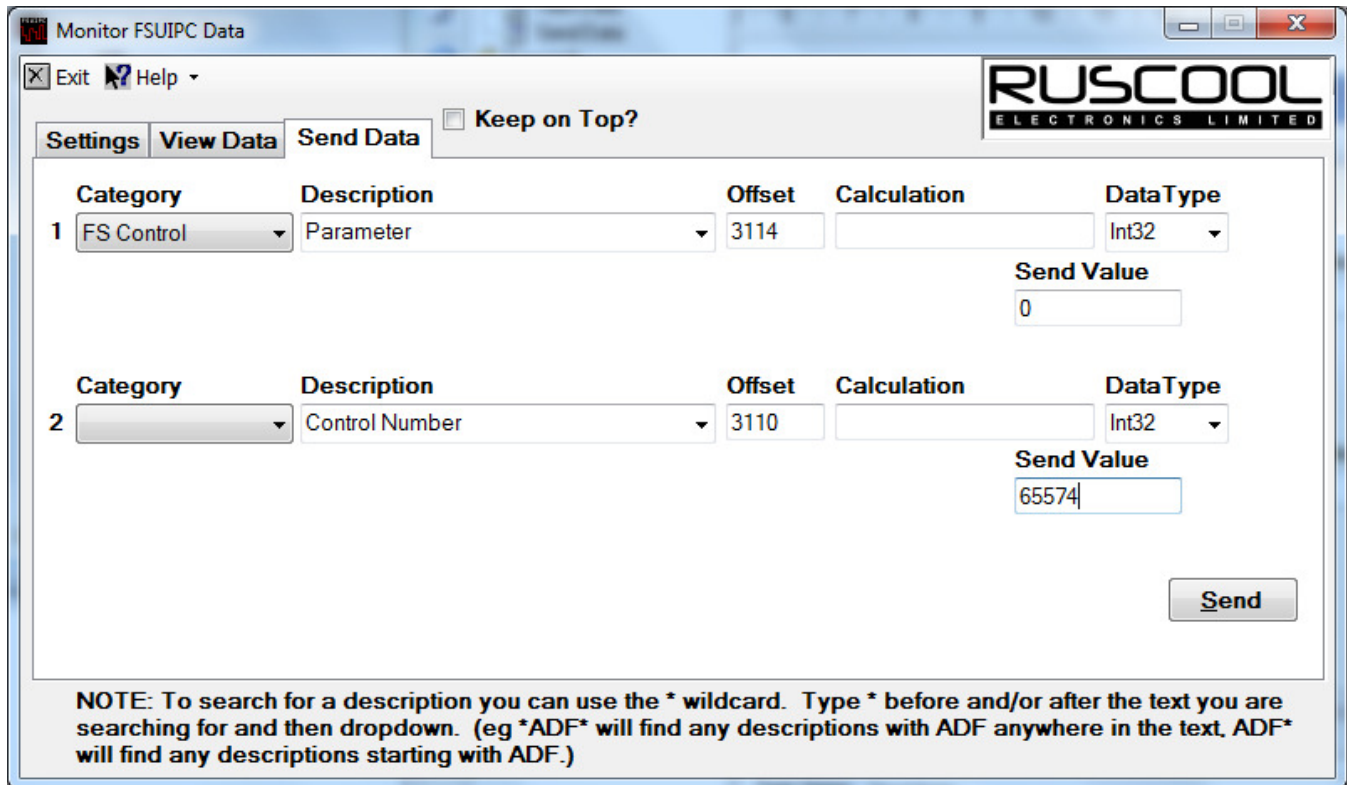 Monitor FSUIPC Data
Exit Help
RUSCOOL
ELECTRONICS LIMITED
Keep on Top?
Settings View Data Send Data
Category Description Offset Calculation DataType
1 FS Control Parameter 3114 Int32
Send Value
0
Category Description Offset Calculation DataType
2 Control Number 3110 Int32
Send Value
65574
Send
NOTE: To search for a description you can use the * wildcard. Type * before and/or after the text you are
searching for and then dropdown. (eg *ADF* will find any descriptions with ADF anywhere in the text, ADF*
will find any descriptions starting with ADF.)